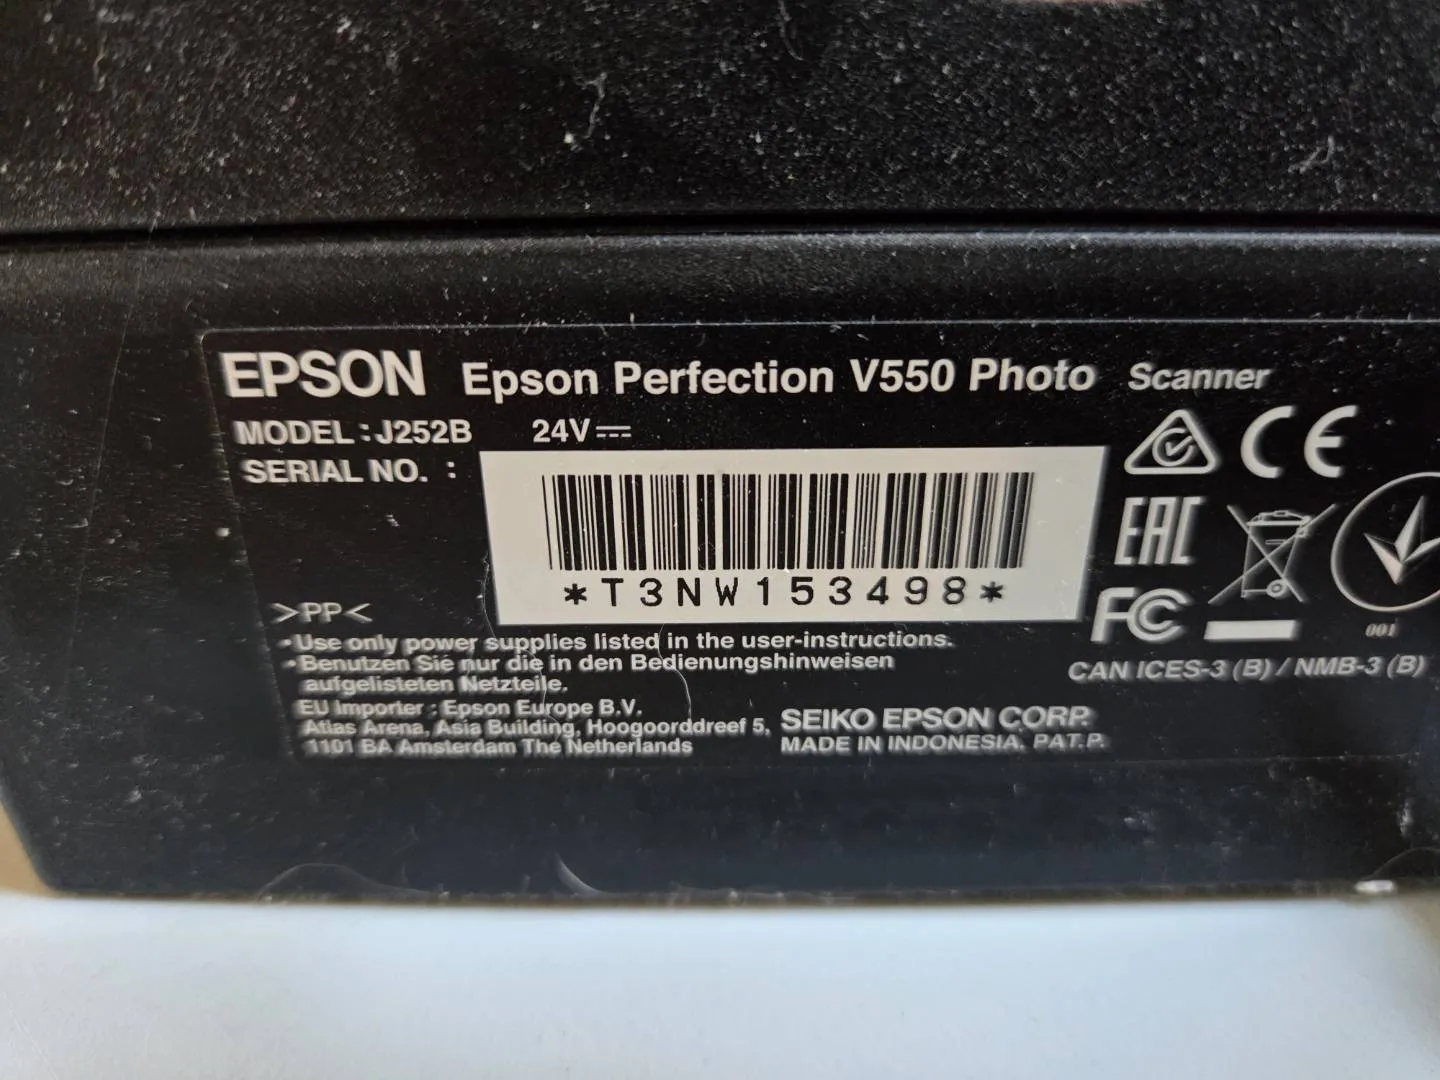 EPSON Epson Perfection V550 Photo Scanner
MODEL : J252B 24V
SERIAL NO. :
*T3NW153498*
CE
EAC
FC
001
>PP<
•Use only power supplies listed in the user-instructions.
•Benutzen Sie nur die in den Bedienungshinweisen
aufgelisteten Netzteile.
CAN ICES-3 (B) / NMB-3 (B)
EU Importer : Epson Europe B.V.
Atlas Arena, Asia Building, Hoogoorddreef 5,
1101 BA Amsterdam The Netherlands
SEIKO EPSON CORP.
MADE IN INDONESIA, PAT.P.